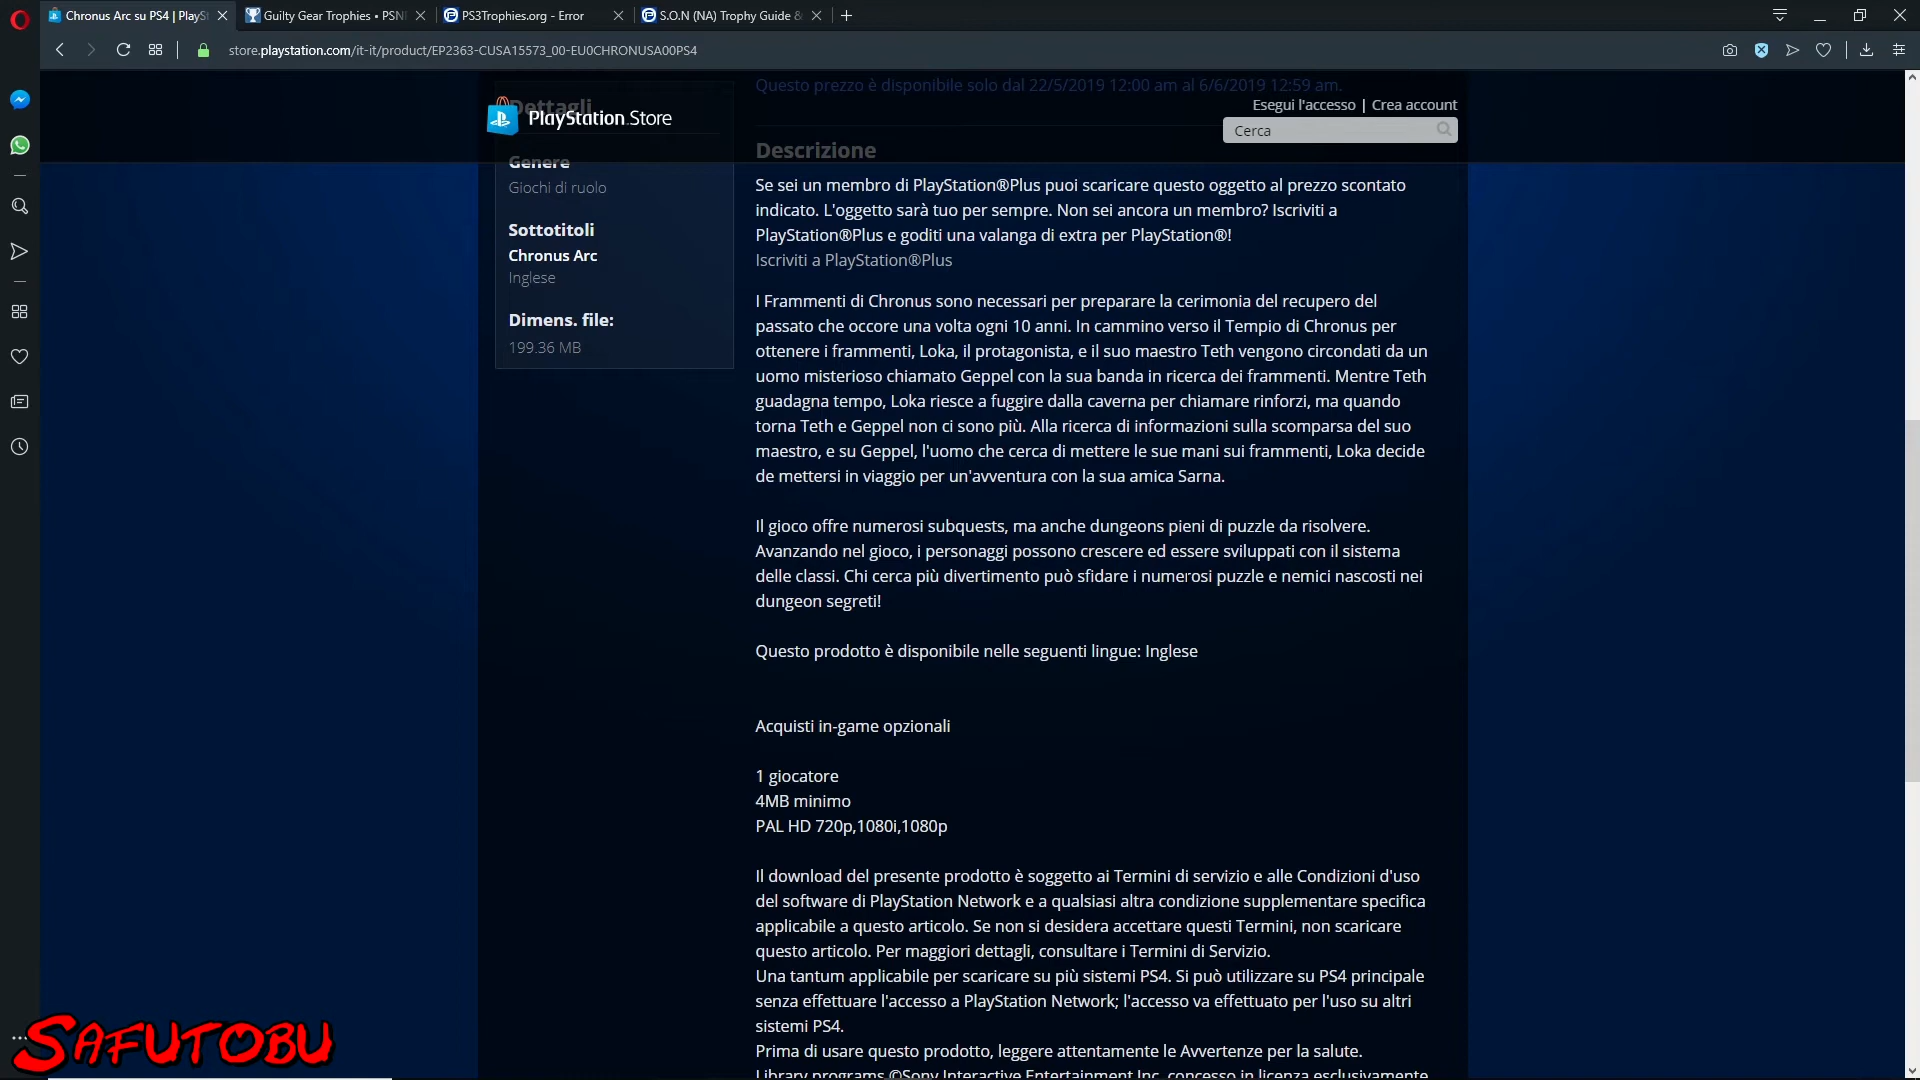 Chronus Arc su PS4 | PlaySt
Guilty Gear Trophies • PSN
PS3Trophies.org - Error
S.O.N (NA) Trophy Guide &
store.playstation.com/it-it/product/EP2363-CUSA15573_00-EU0CHRONUSA00PS4
Questo prezzo è disponibile solo dal 22/5/2019 12:00 am al 6/6/2019 12:59 am.
Dettagli
PlayStation Store
Esegui l'accesso | Crea account
Cerca
Genere
Giochi di ruolo
Sottotitoli
Chronus Arc
Inglese
Dimens. file:
199.36 MB
Descrizione
Se sei un membro di PlayStation®Plus puoi scaricare questo oggetto al prezzo scontato
indicato. L'oggetto sarà tuo per sempre. Non sei ancora un membro? Iscriviti a
PlayStation®Plus e goditi una valanga di extra per PlayStation®!
Iscriviti a PlayStation®Plus
I Frammenti di Chronus sono necessari per preparare la cerimonia del recupero del
passato che occore una volta ogni 10 anni. In cammino verso il Tempio di Chronus per
ottenere i frammenti, Loka, il protagonista, e il suo maestro Teth vengono circondati da un
uomo misterioso chiamato Geppel con la sua banda in ricerca dei frammenti. Mentre Teth
guadagna tempo, Loka riesce a fuggire dalla caverna per chiamare rinforzi, ma quando
torna Teth e Geppel non ci sono più. Alla ricerca di informazioni sulla scomparsa del suo
maestro, e su Geppel, l'uomo che cerca di mettere le sue mani sui frammenti, Loka decide
de mettersi in viaggio per un'avventura con la sua amica Sarna.
Il gioco offre numerosi subquests, ma anche dungeons pieni di puzzle da risolvere.
Avanzando nel gioco, i personaggi possono crescere ed essere sviluppati con il sistema
delle classi. Chi cerca più divertimento può sfidare i numerosi puzzle e nemici nascosti nei
dungeon segreti!
Questo prodotto è disponibile nelle seguenti lingue: Inglese
Acquisti in-game opzionali
1 giocatore
4MB minimo
PAL HD 720p,1080i,1080p
Il download del presente prodotto è soggetto ai Termini di servizio e alle Condizioni d'uso
del software di PlayStation Network e a qualsiasi altra condizione supplementare specifica
applicabile a questo articolo. Se non si desidera accettare questi Termini, non scaricare
questo articolo. Per maggiori dettagli, consultare i Termini di Servizio.
Una tantum applicabile per scaricare su più sistemi PS4. Si può utilizzare su PS4 principale
senza effettuare l'accesso a PlayStation Network; l'accesso va effettuato per l'uso su altri
sistemi PS4.
Prima di usare questo prodotto, leggere attentamente le Avvertenze per la salute.
Library programs ©Sony Interactive Entertainment Inc. concesso in licenza esclusivamente
SAFUTOBU